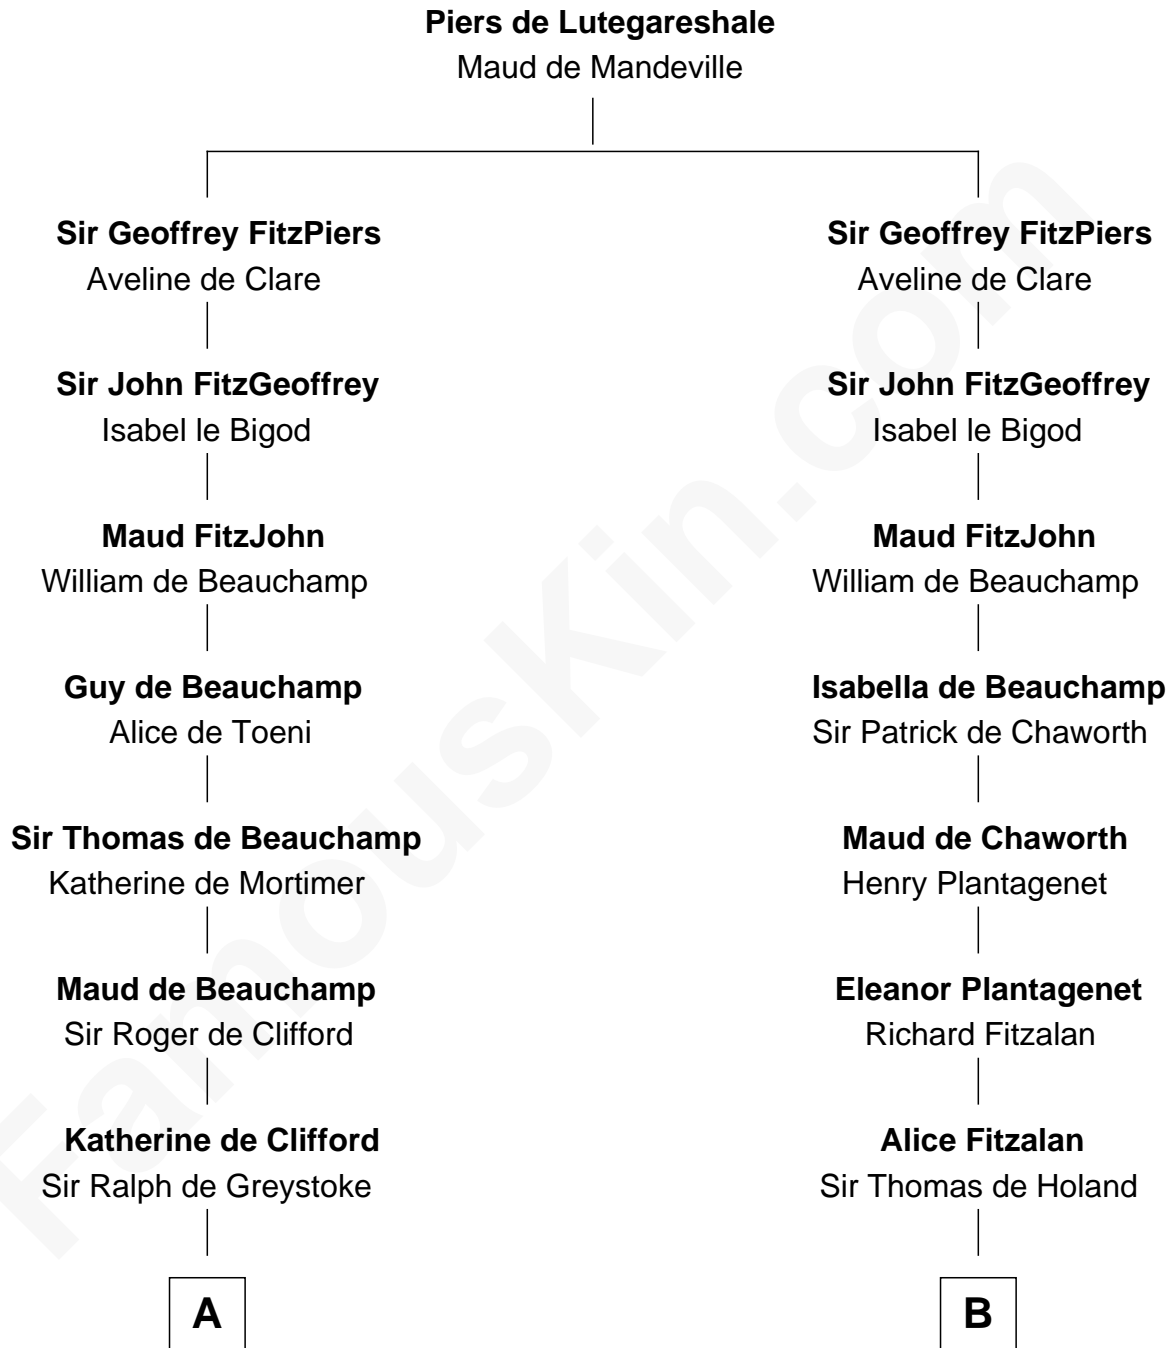 Piers de Lutegareshale
Maud de Mandeville
Sir Geoffrey FitzPiers
Aveline de Clare
Sir John FitzGeoffrey
Isabel le Bigod
Maud FitzJohn
William de Beauchamp
Guy de Beauchamp
Alice de Toeni
Sir Thomas de Beauchamp
Katherine de Mortimer
Maud de Beauchamp
Sir Roger de Clifford
Katherine de Clifford
Sir Ralph de Greystoke
A
Sir Geoffrey FitzPiers
Aveline de Clare
Sir John FitzGeoffrey
Isabel le Bigod
Maud FitzJohn
William de Beauchamp
Isabella de Beauchamp
Sir Patrick de Chaworth
Maud de Chaworth
Henry Plantagenet
Eleanor Plantagenet
Richard Fitzalan
Alice Fitzalan
Sir Thomas de Holand
B
FamousKin.com